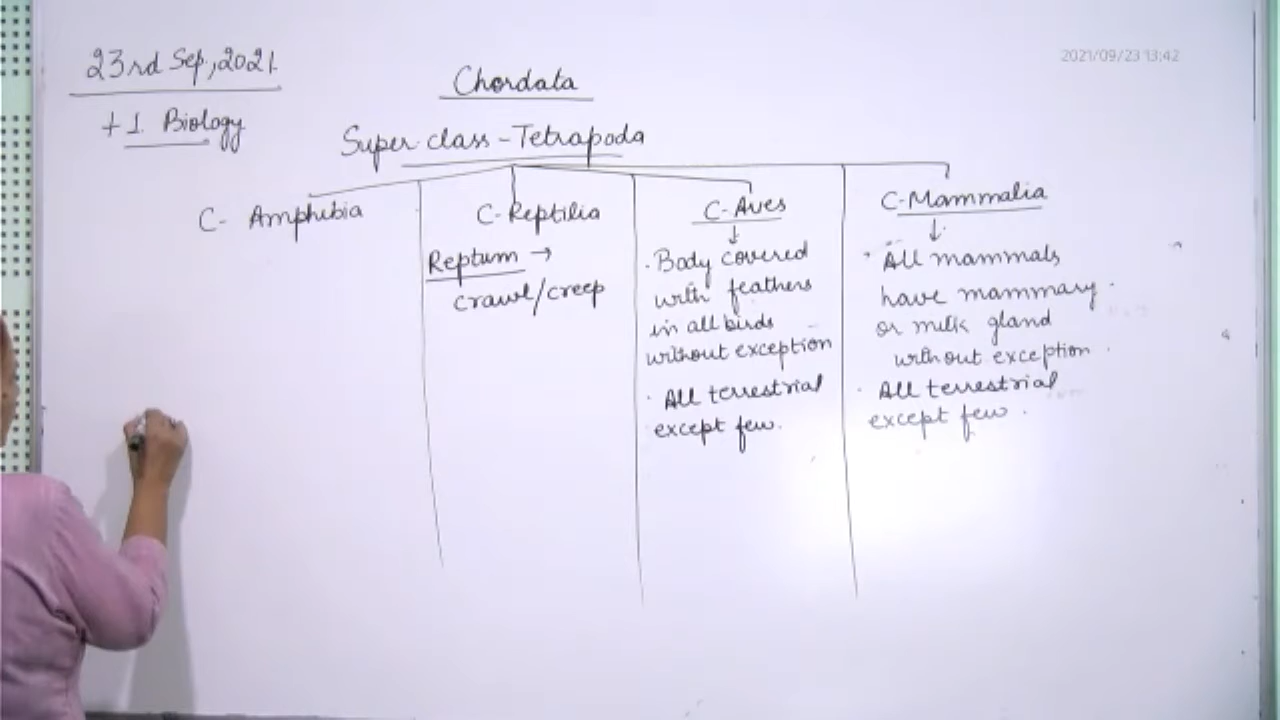 23rd Sep, 2021.
2021/09/23 13:42
+1 Biology
Chordata
Super class - Tetrapoda
C- Amphibia
C-Reptilia
Reptum →
crawl/creep
C-Aves
↓
· Body covered
with feathers
in all birds
without exception
· All terrestrial
except few.
C-Mammalia
↓
· All mammals
have mammary
or milk gland
without exception.
· All terrestrial
except few.